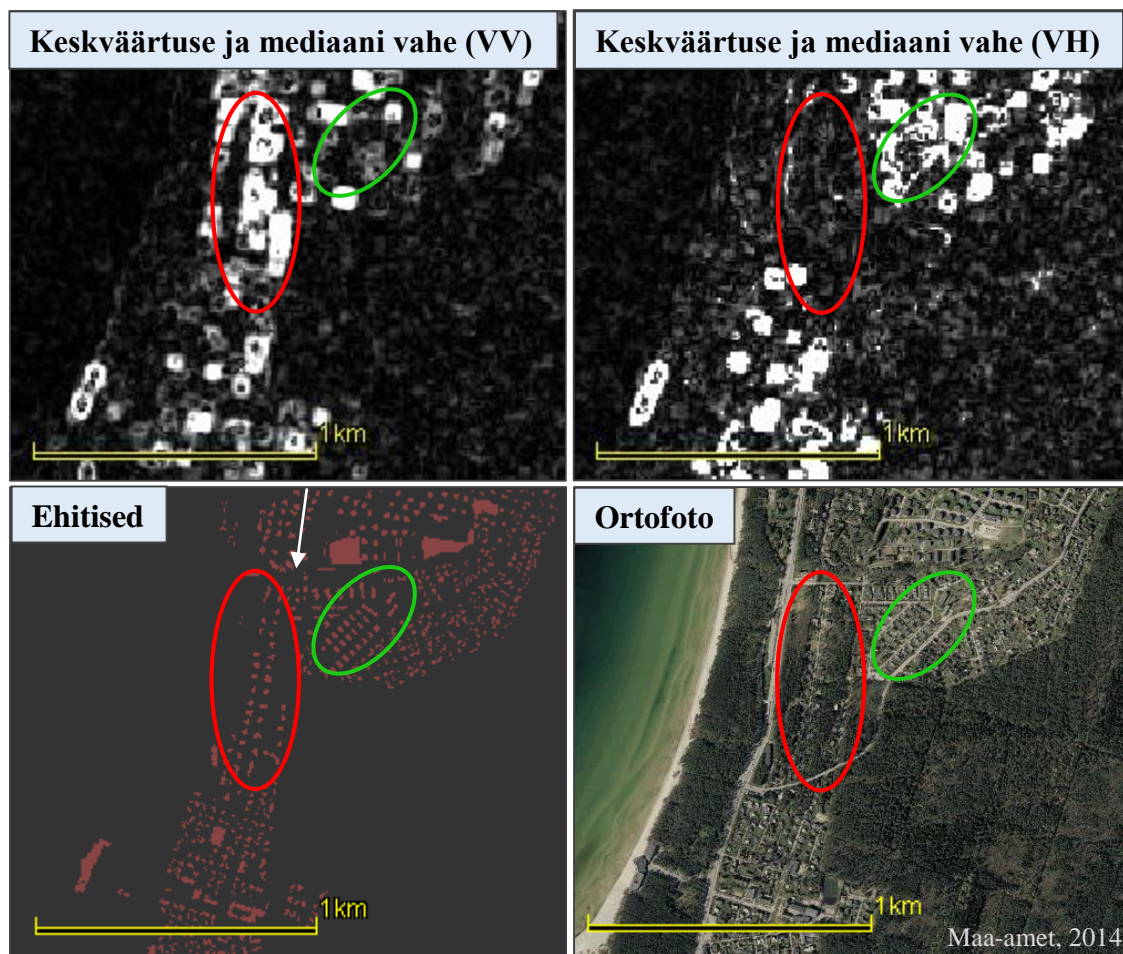 Keskväärtuse ja mediaani vahe (VV)
Keskväärtuse ja mediaani vahe (VH)
1km
1km
Ehitised
Ortofoto
1km
1km
Maa-amet, 2014